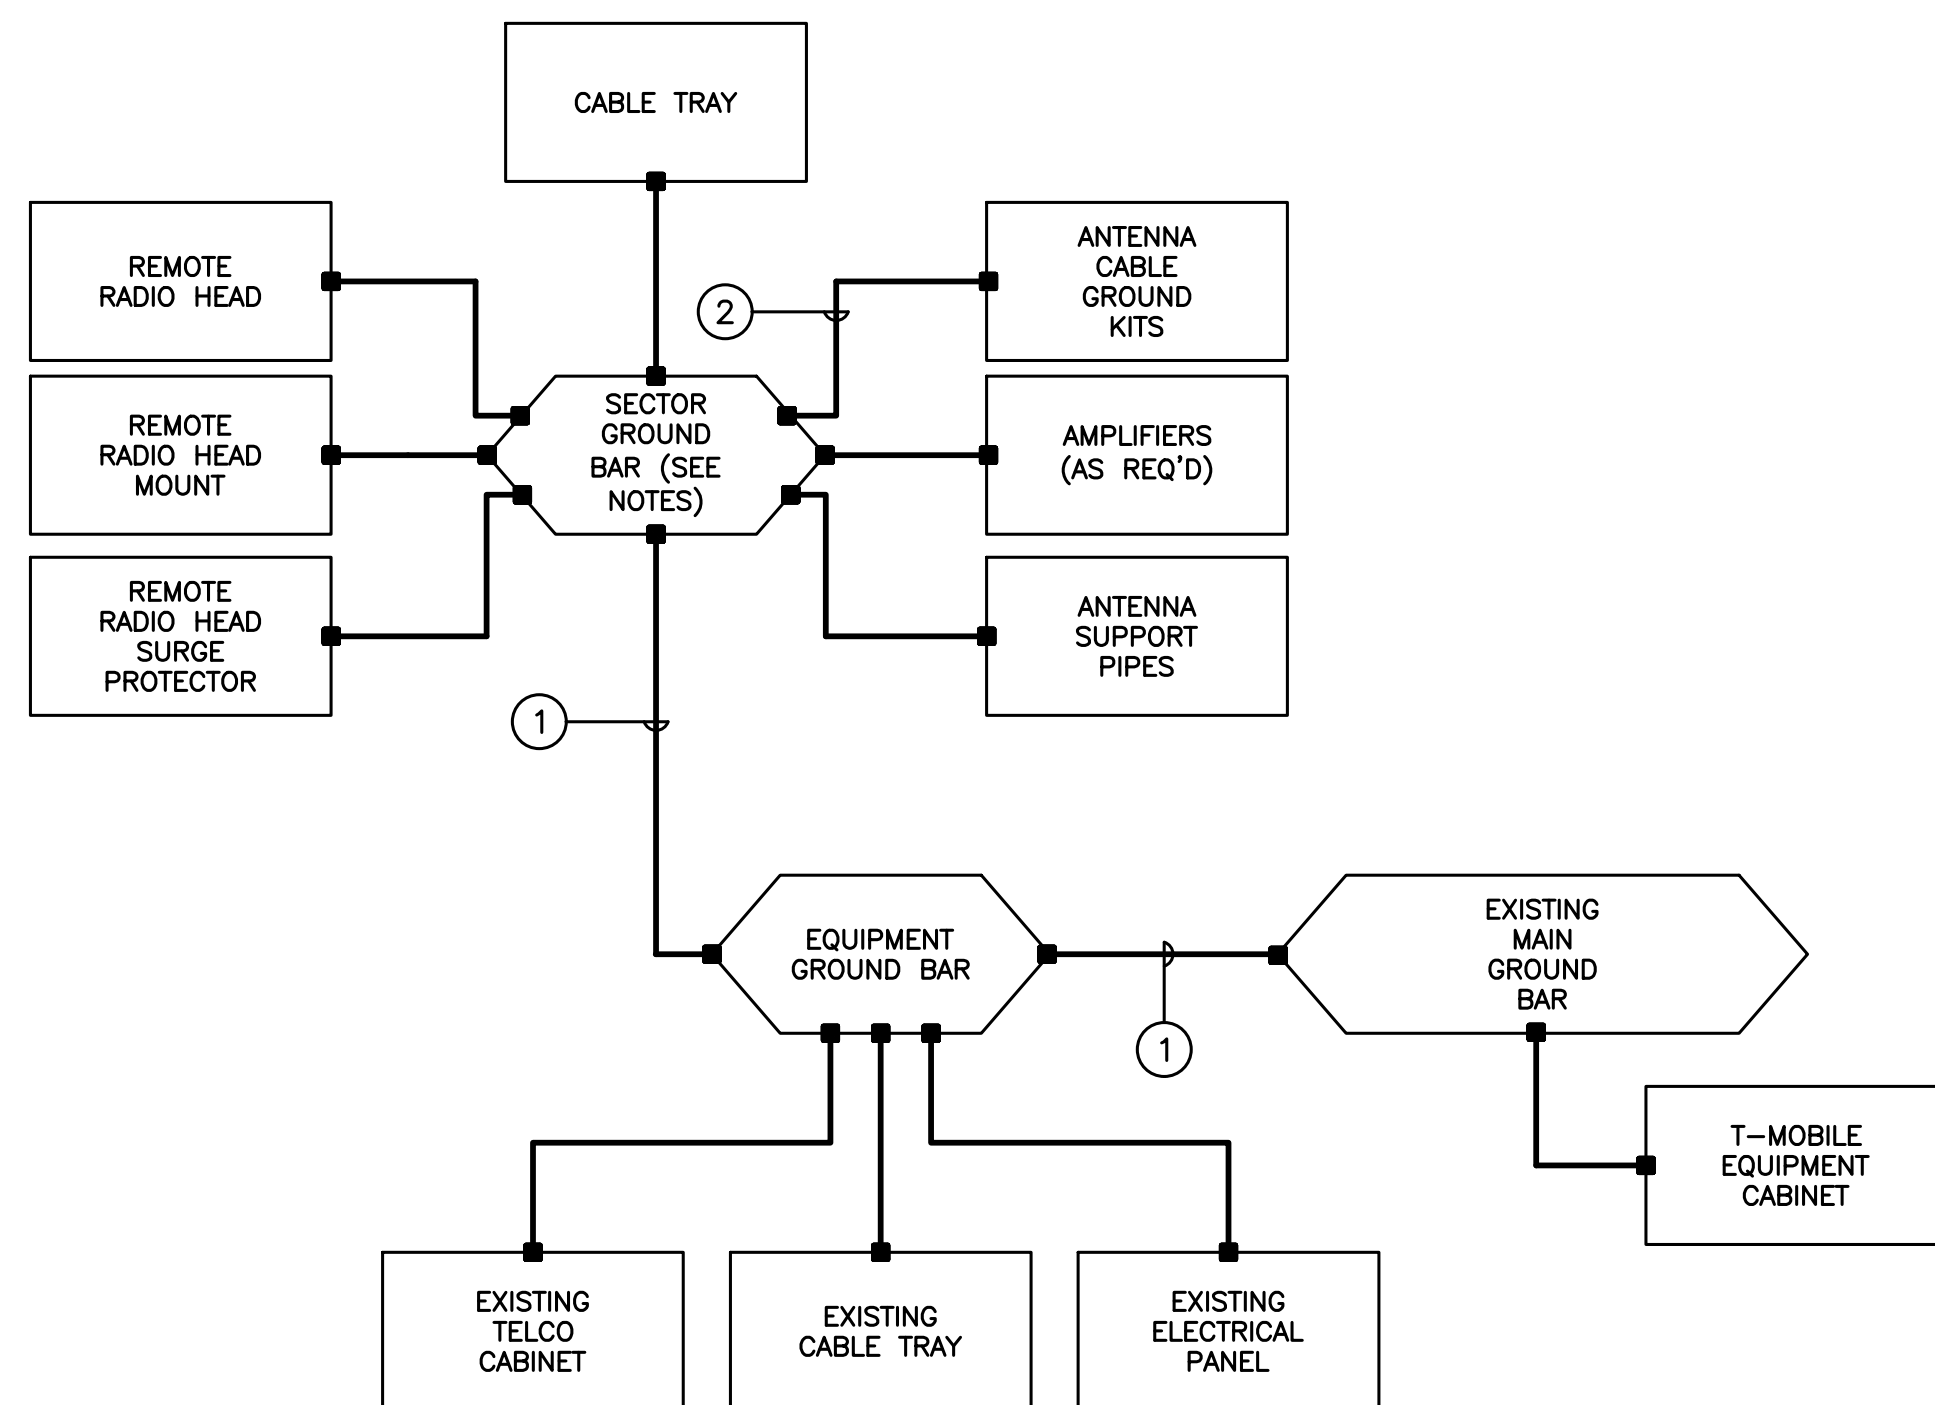 CABLE TRAY
REMOTE
RADIO HEAD
ANTENNA
CABLE
GROUND
KITS
2
REMOTE
RADIO HEAD
MOUNT
SECTOR
GROUND
BAR (SEE
NOTES)
AMPLIFIERS
(AS REQ'D)
REMOTE
RADIO HEAD
SURGE
PROTECTOR
ANTENNA
SUPPORT
PIPES
1
EQUIPMENT
GROUND BAR
EXISTING
MAIN
GROUND
BAR
1
T-MOBILE
EQUIPMENT
CABINET
EXISTING
TELCO
CABINET
EXISTING
CABLE TRAY
EXISTING
ELECTRICAL
PANEL